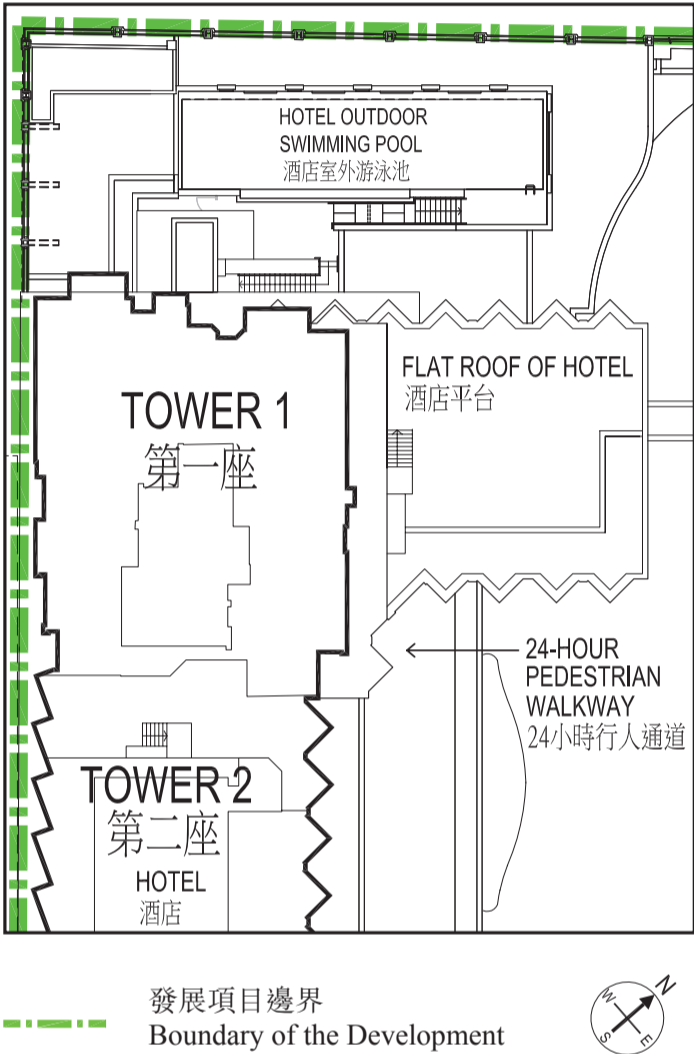 HOTEL OUTDOOR
SWIMMING POOL
酒店室外游泳池
FLAT ROOF OF HOTEL
酒店平台
TOWER 1
第一座
24-HOUR
PEDESTRIAN
WALKWAY
24小時行人通道
TOWER 2
第二座
HOTEL
酒店
發展項目邊界
Boundary of the Development
N
W
E
S